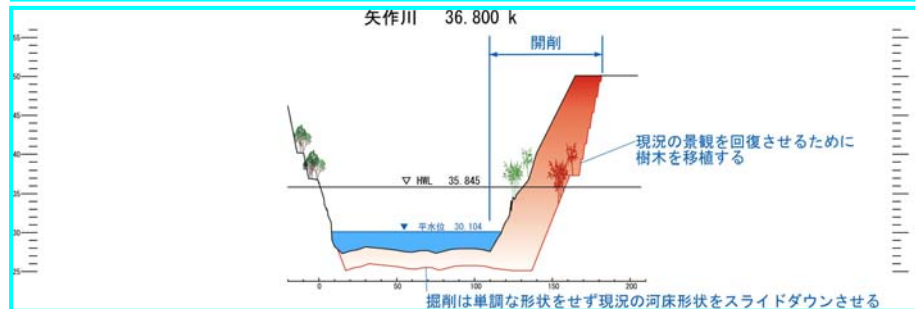 矢作川 36.800 k
開削
55
50
45
40
35
30
25
現況の景観を回復させるために
樹木を移植する
▽ HWL 35.845
▼ 平水位 30.104
0 50 100 150 200
掘削は単調な形状をせず現況の河床形状をスライドダウンさせる